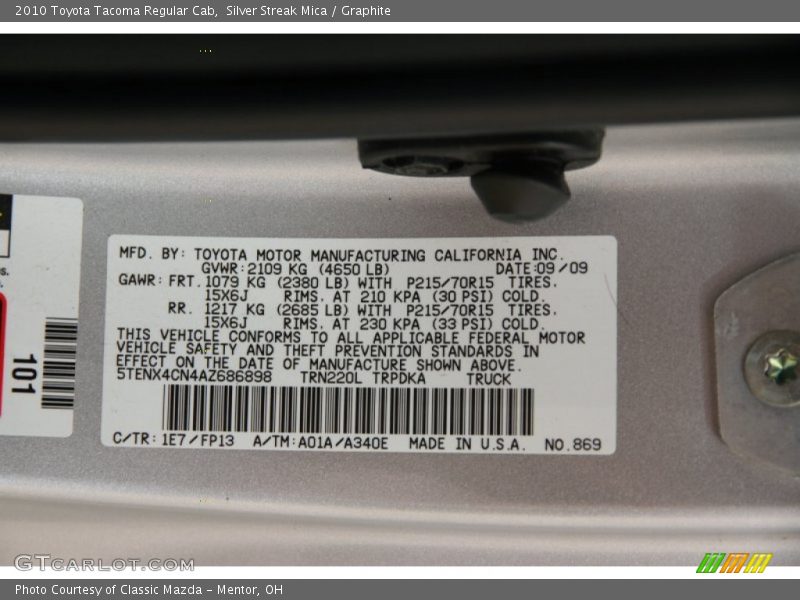 2010 Toyota Tacoma Regular Cab,  Silver Streak Mica / Graphite
MFD. BY: TOYOTA MOTOR MANUFACTURING CALIFORNIA INC.
GVWR:2109 KG (4650 LB) DATE:09/09
GAWR: FRT. 1079 KG (2380 LB) WITH P215/70R15 TIRES.
15X6J RIMS. AT 210 KPA (30 PSI) COLD.
RR. 1217 KG (2685 LB) WITH P215/70R15 TIRES.
15X6J RIMS. AT 230 KPA (33 PSI) COLD.
THIS VEHICLE CONFORMS TO ALL APPLICABLE FEDERAL MOTOR
VEHICLE SAFETY AND THEFT PREVENTION STANDARDS IN
EFFECT ON THE DATE OF MANUFACTURE SHOWN ABOVE.
5TENX4CN4AZ686898 TRN220L TRPDKA TRUCK
C/TR: 1E7/FP13 A/TM:A01A/A340E MADE IN U.S.A. NO.869
101
GTCarLot.com
Photo Courtesy of Classic Mazda - Mentor, OH